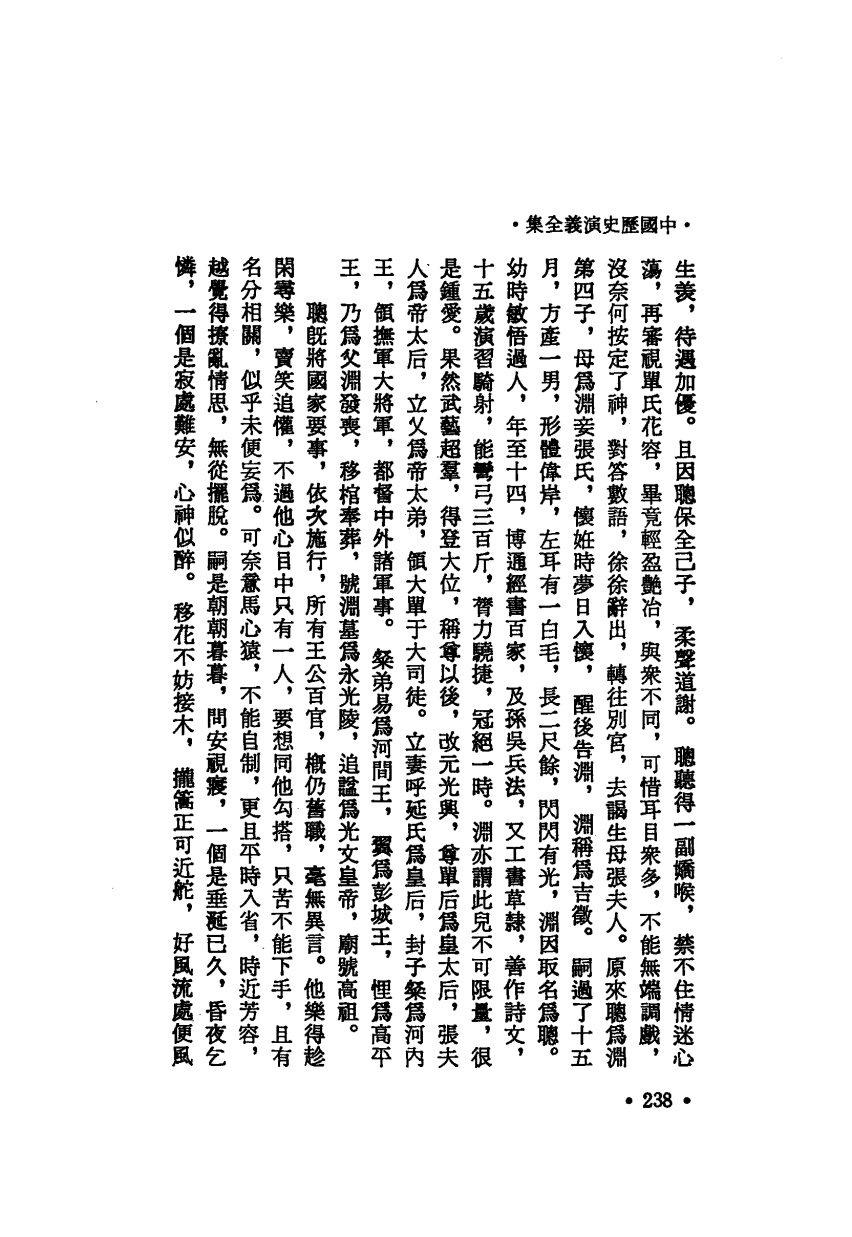 •中國歷史演義全集•
生羨，待遇加優。且因聰保全己子，柔聲道謝。聰聽得一副嬌喉，禁不住情迷心
蕩，再審視單氏花容，畢竟輕盈艷冶，與衆不同，可惜耳目衆多，不能無端調戲，
沒奈何按定了神，對答數語，徐徐辭出，轉往別宮，去謁生母張夫人。原來聰爲淵
第四子，母爲淵妾張氏，懷妊時夢日入懷，醒後告淵，淵稱爲吉徵。嗣過了十五
月，方產一男，形體偉岸，左耳有一白毛，長二尺餘，閃閃有光，淵因取名爲聰。
幼時敏悟過人，年至十四，博通經書百家，及孫吳兵法，又工書草隸，善作詩文，
十五歲演習騎射，能彎弓三百斤，膂力驍捷，冠絕一時。淵亦謂此兒不可限量，很
是鍾愛。果然武藝超羣，得登大位，稱尊以後，改元光興，尊單后爲皇太后，張夫
人爲帝太后，立乂爲帝太弟，領大單于大司徒。立妻呼延氏爲皇后，封子粲爲河內
王，領撫軍大將軍，都督中外諸軍事。粲弟易爲河間王，翼爲彭城王，悝爲高平
王，乃爲父淵發喪，移棺奉葬，號淵墓爲永光陵，追諡爲光文皇帝，廟號高祖。
聰既將國家要事，依次施行，所有王公百官，槪仍舊職，毫無異言。他樂得趁
閑尋樂，賣笑追懽，不過他心目中只有一人，要想同他勾搭，只苦不能下手，且有
名分相關，似乎未便妄爲。可奈意馬心猿，不能自制，更且平時入省，時近芳容，
越覺得撩亂情思，無從擺脫。嗣是朝朝暮暮，問安視寢，一個是垂涎已久，昏夜乞
憐，一個是寂處難安，心神似醉。移花不妨接木，攏篙正可近舵，好風流處便風
•238•